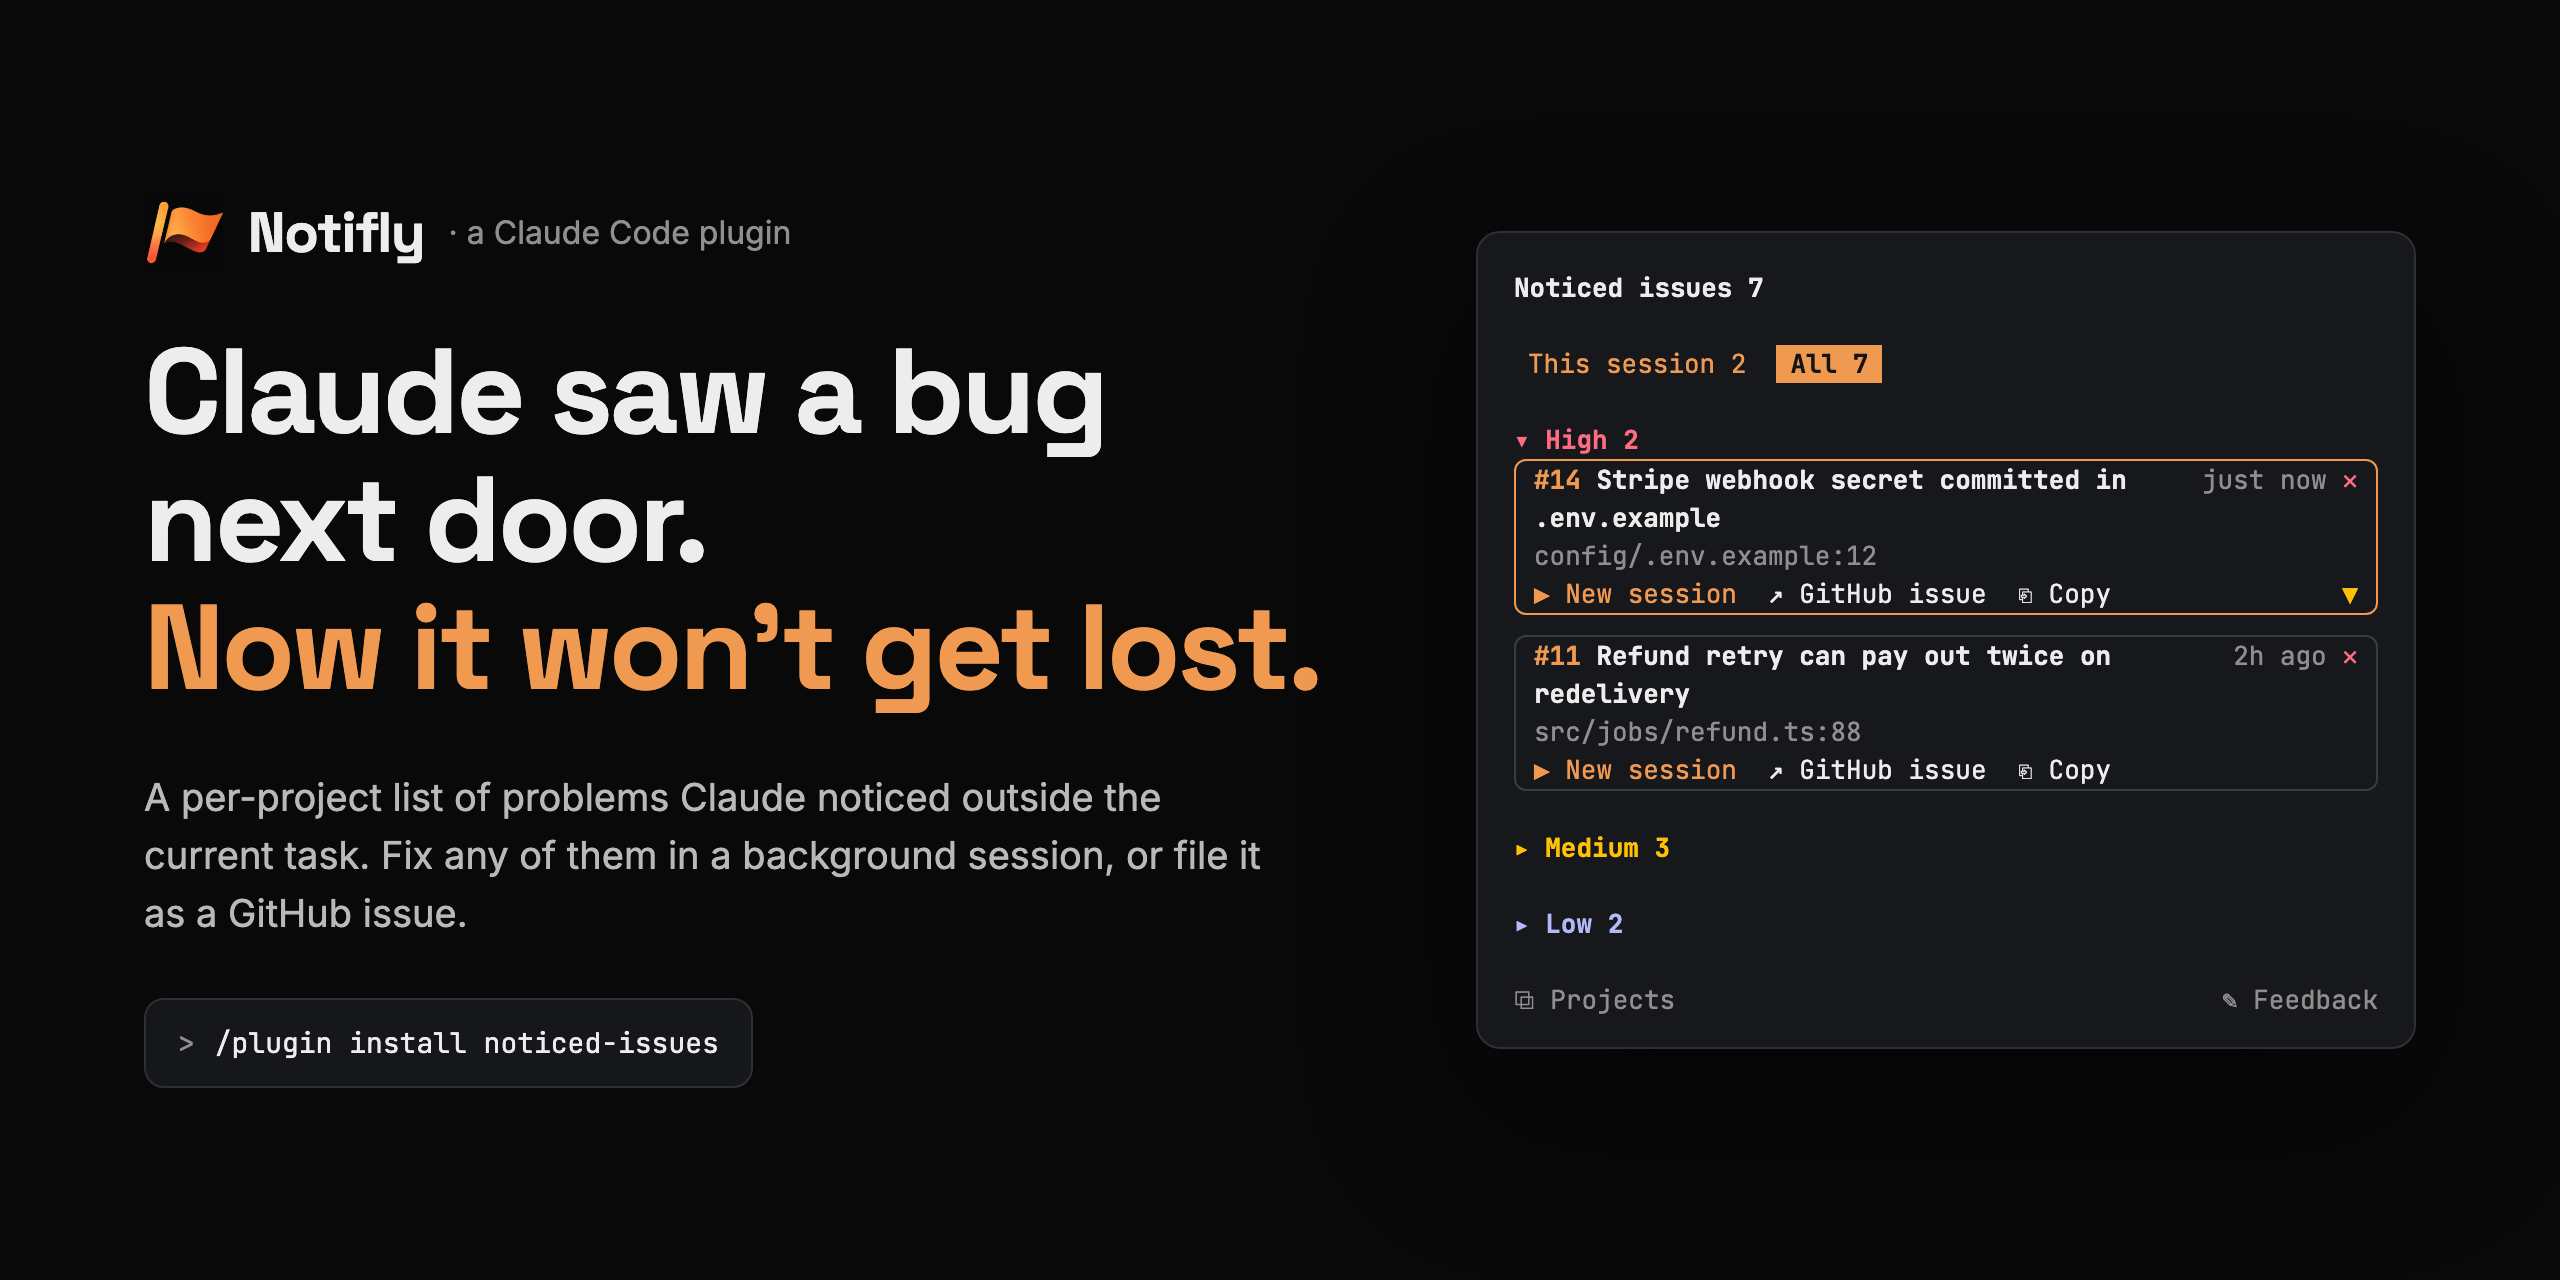 Notifly · a Claude Code plugin
Claude saw a bug
next door.
Now it won’t get lost.
A per-project list of problems Claude noticed outside the
current task. Fix any of them in a background session, or file it
as a GitHub issue.
> /plugin install noticed-issues
Noticed issues 7
This session 2 All 7
▾ High 2
#14 Stripe webhook secret committed in just now ×
.env.example
config/.env.example:12
▶ New session ↗ GitHub issue ⎘ Copy ▼
#11 Refund retry can pay out twice on 2h ago ×
redelivery
src/jobs/refund.ts:88
▶ New session ↗ GitHub issue ⎘ Copy
▸ Medium 3
▸ Low 2
⧉ Projects ✎ Feedback